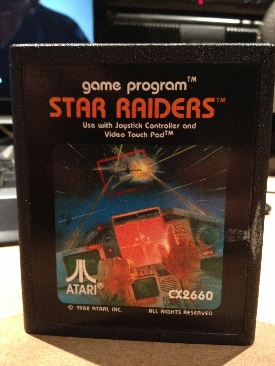 game program™
STAR RAIDERS™
Use with Joystick Controller and
Video Touch Pad™
ATARI®
CX2660
© 1982 ATARI, INC.
ALL RIGHTS RESERVED